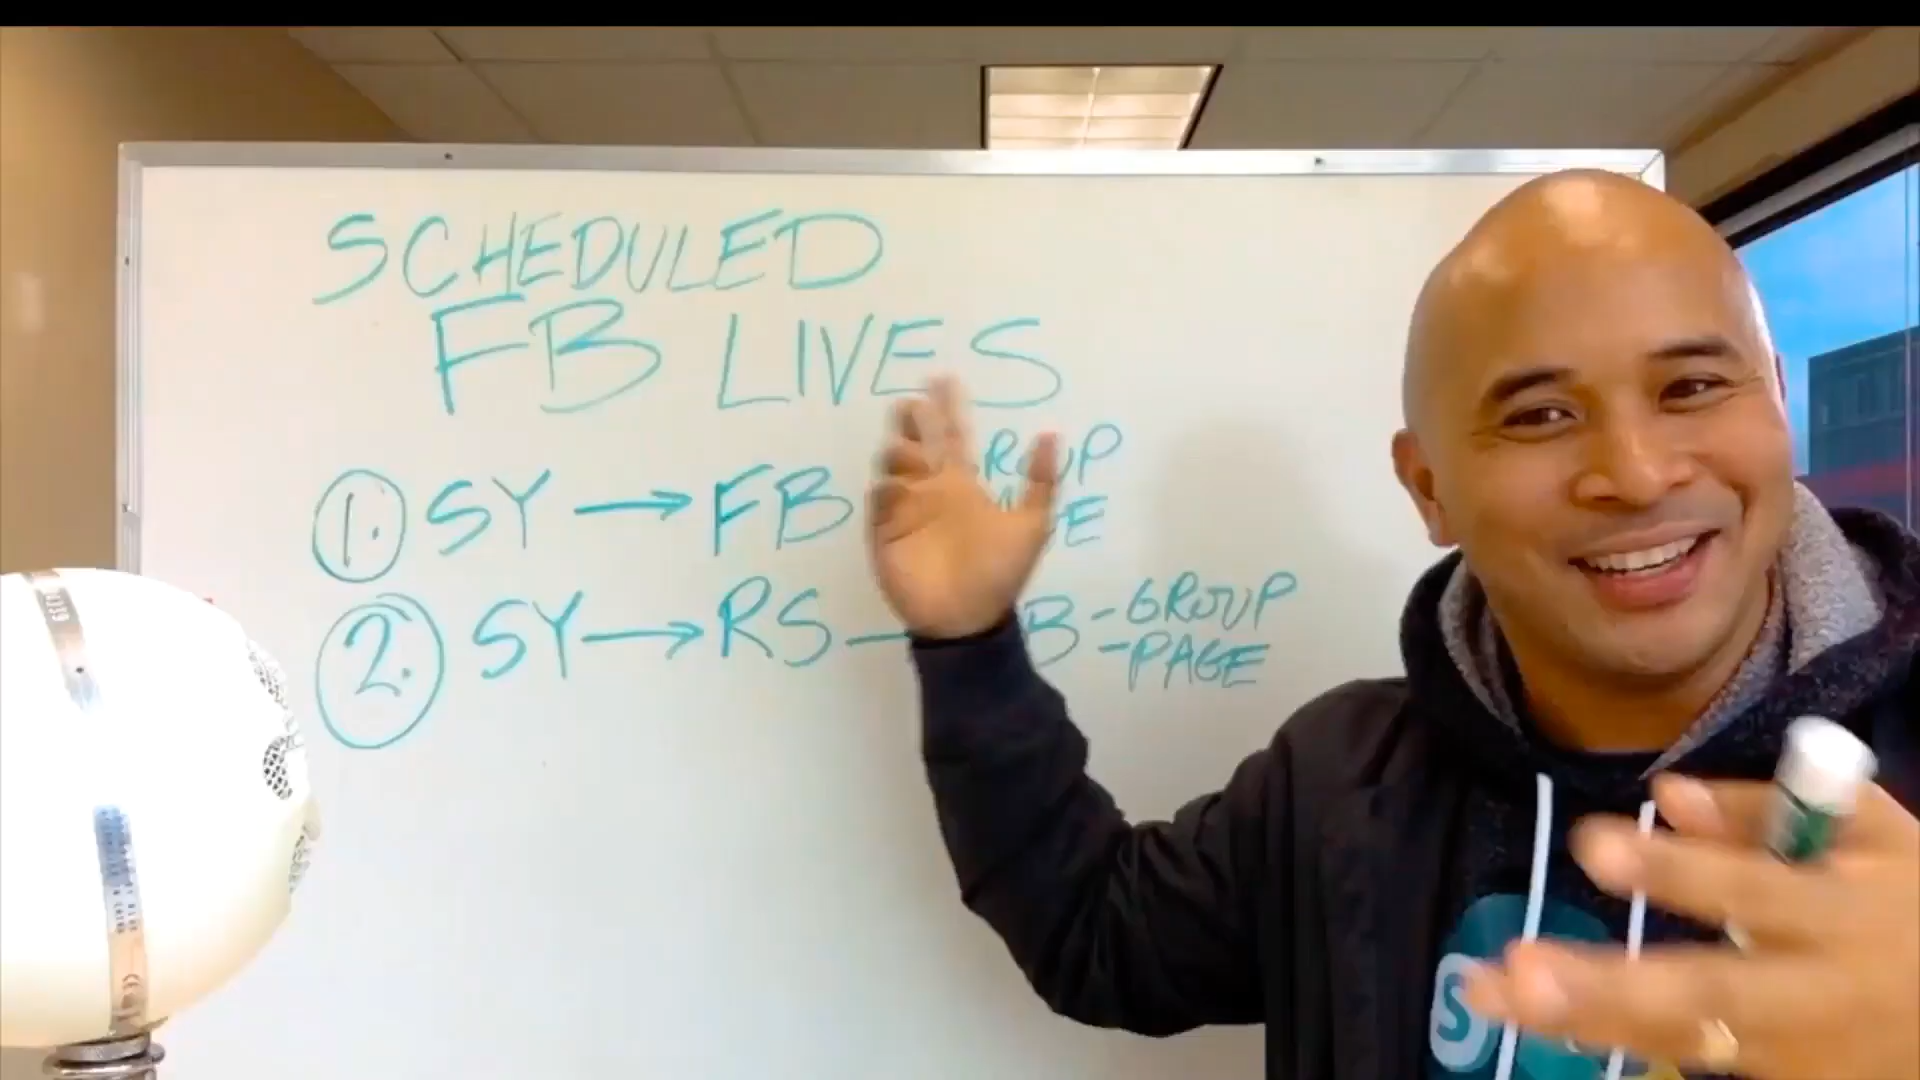 SCHEDULED
FB LIVES
1. SY → FB
2. SY → RS — B - GROUP
- PAGE
S